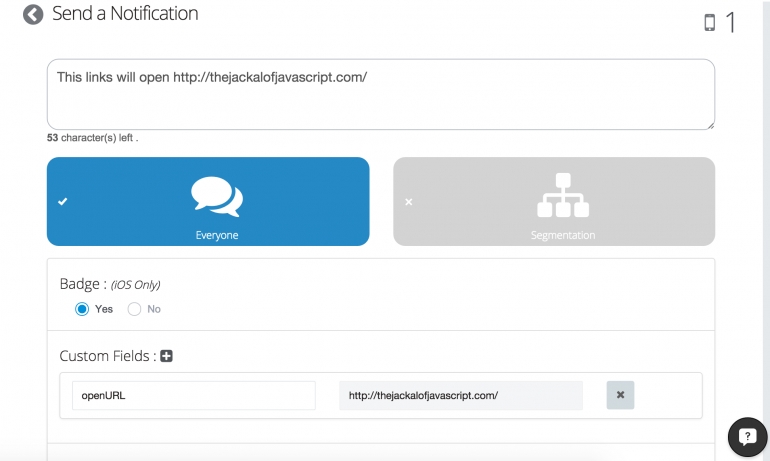 Send a Notification
1
This links will open http://thejackalofjavascript.com/
53 character(s) left .
Everyone
Segmentation
Badge : (iOS Only)
Yes No
Custom Fields :
openURL http://thejackalofjavascript.com/
?